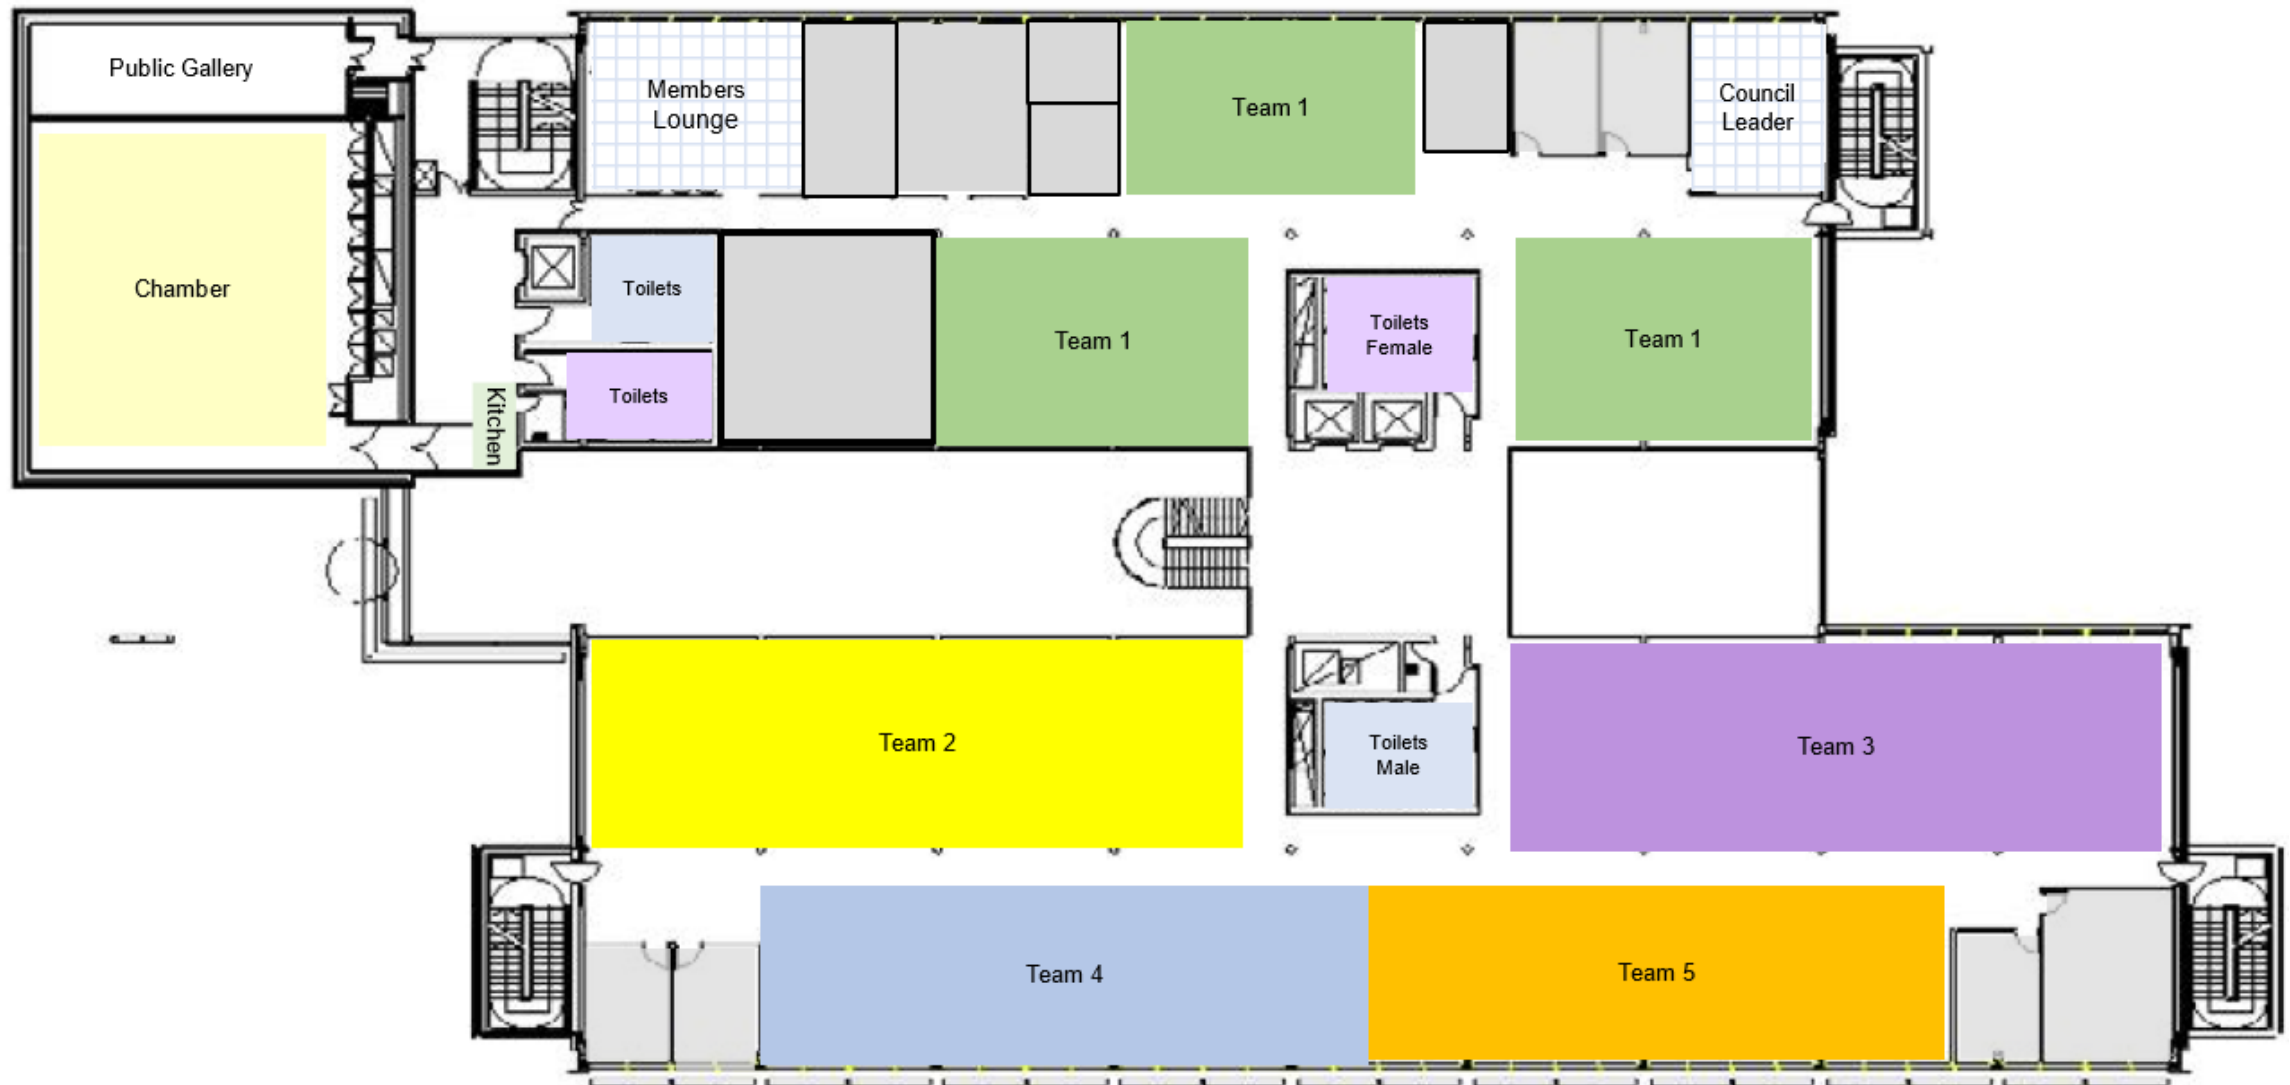 Public Gallery
Members
Lounge
Team 1
Council
Leader
Chamber
Toilets
Team 1
Toilets
Female
Team 1
Toilets
Kitchen
Team 2
Toilets
Male
Team 3
Team 4
Team 5